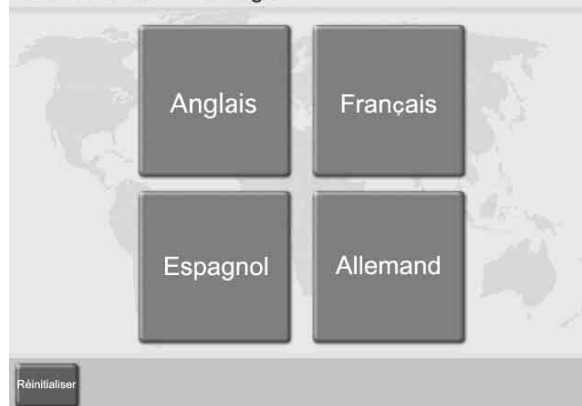 Anglais
Français
Espagnol
Allemand
Réinitialiser